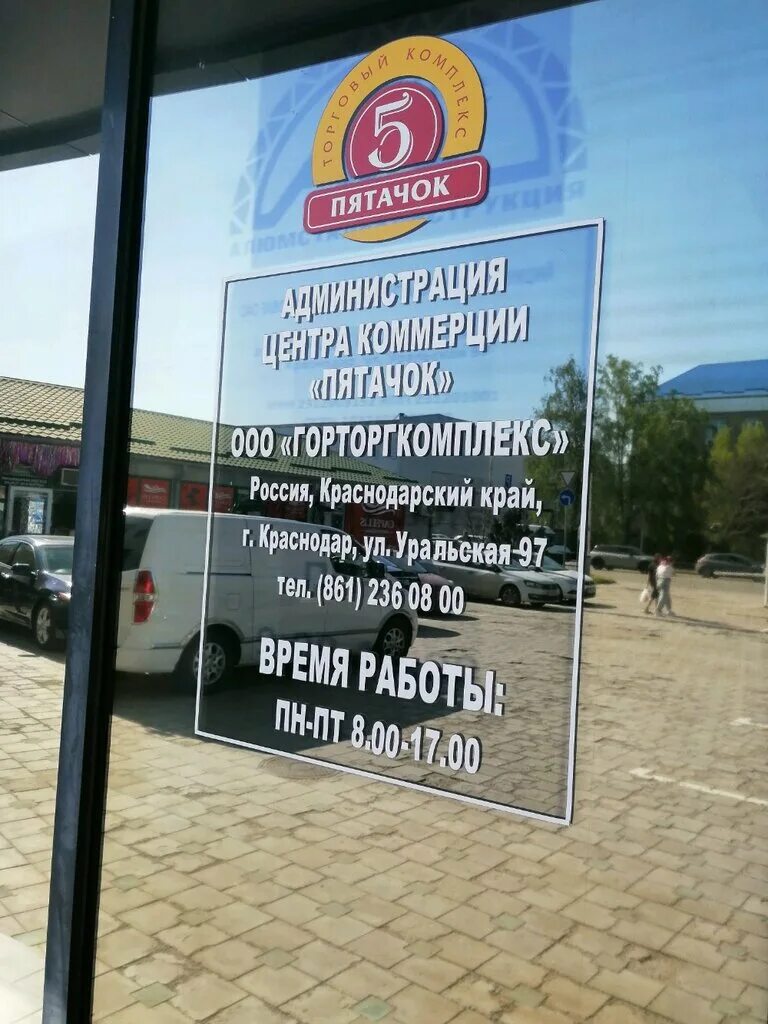 ТОРГОВЫЙ КОМПЛЕКС
5
ПЯТАЧОК
АДМИНИСТРАЦИЯ
ЦЕНТРА КОММЕРЦИИ
«ПЯТАЧОК»
ООО «ГОРТОРГКОМПЛЕКС»
Россия, Краснодарский край,
г. Краснодар, ул. Уральская 97
тел. (861) 236 08 00
ВРЕМЯ РАБОТЫ:
ПН-ПТ 8.00-17.00